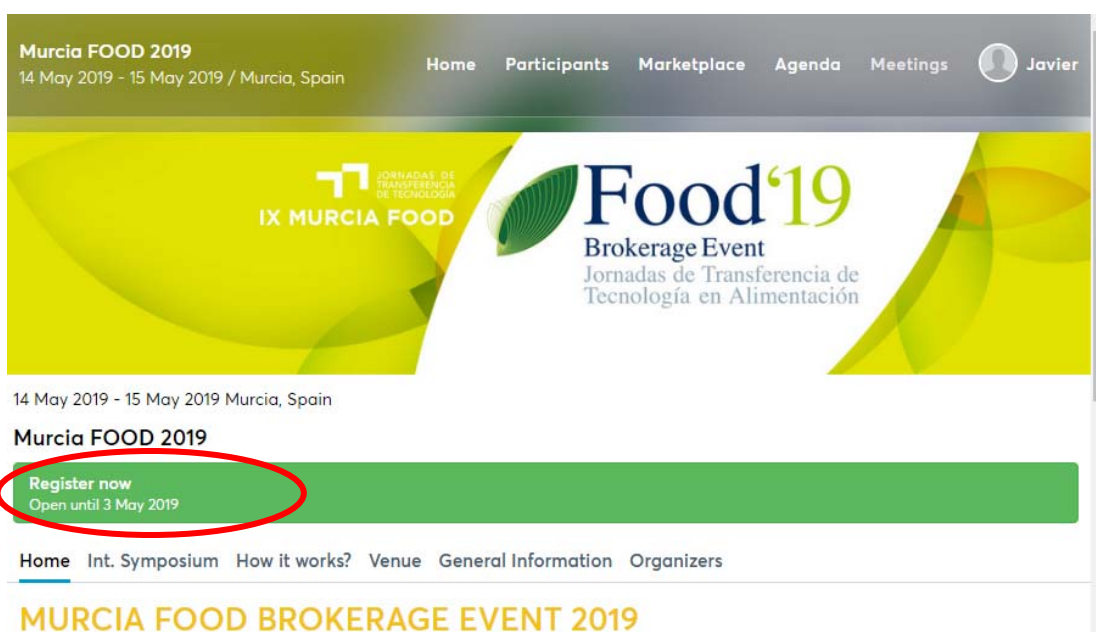 Murcia FOOD 2019
14 May 2019 - 15 May 2019 / Murcia, Spain
Home Participants Marketplace Agenda Meetings Javier
JORNADAS DE
TRANSFERENCIA
DE TECNOLOGÍA
IX MURCIA FOOD
Food‘19
Brokerage Event
Jornadas de Transferencia de
Tecnología en Alimentación
14 May 2019 - 15 May 2019 Murcia, Spain
Murcia FOOD 2019
Register now
Open until 3 May 2019
Home Int. Symposium How it works? Venue General Information Organizers
MURCIA FOOD BROKERAGE EVENT 2019